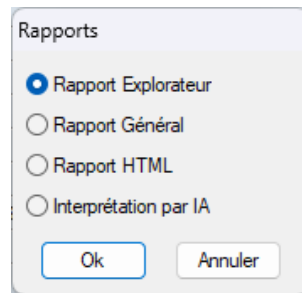 Rapports
Rapport Explorateur
Rapport Général
Rapport HTML
Interprétation par IA
Ok Annuler